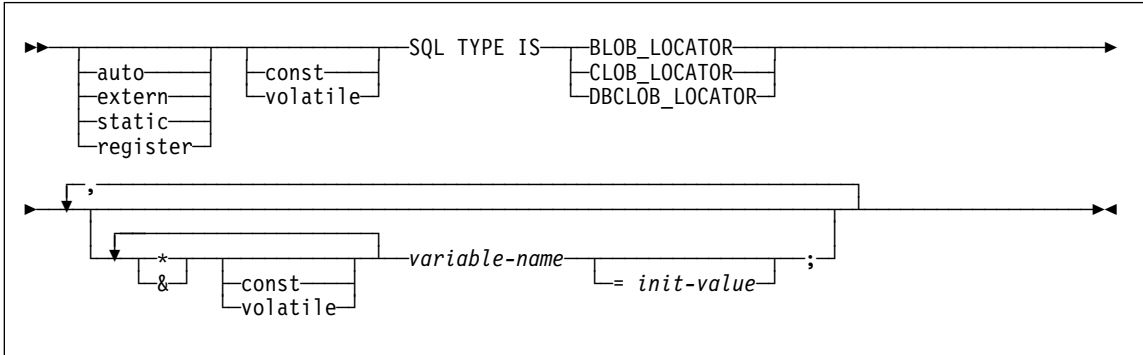 SQL TYPE IS BLOB_LOCATOR
auto const CLOB_LOCATOR
extern volatile DBCLOB_LOCATOR
static
register
,
* variable-name ;
& const = init-value
volatile